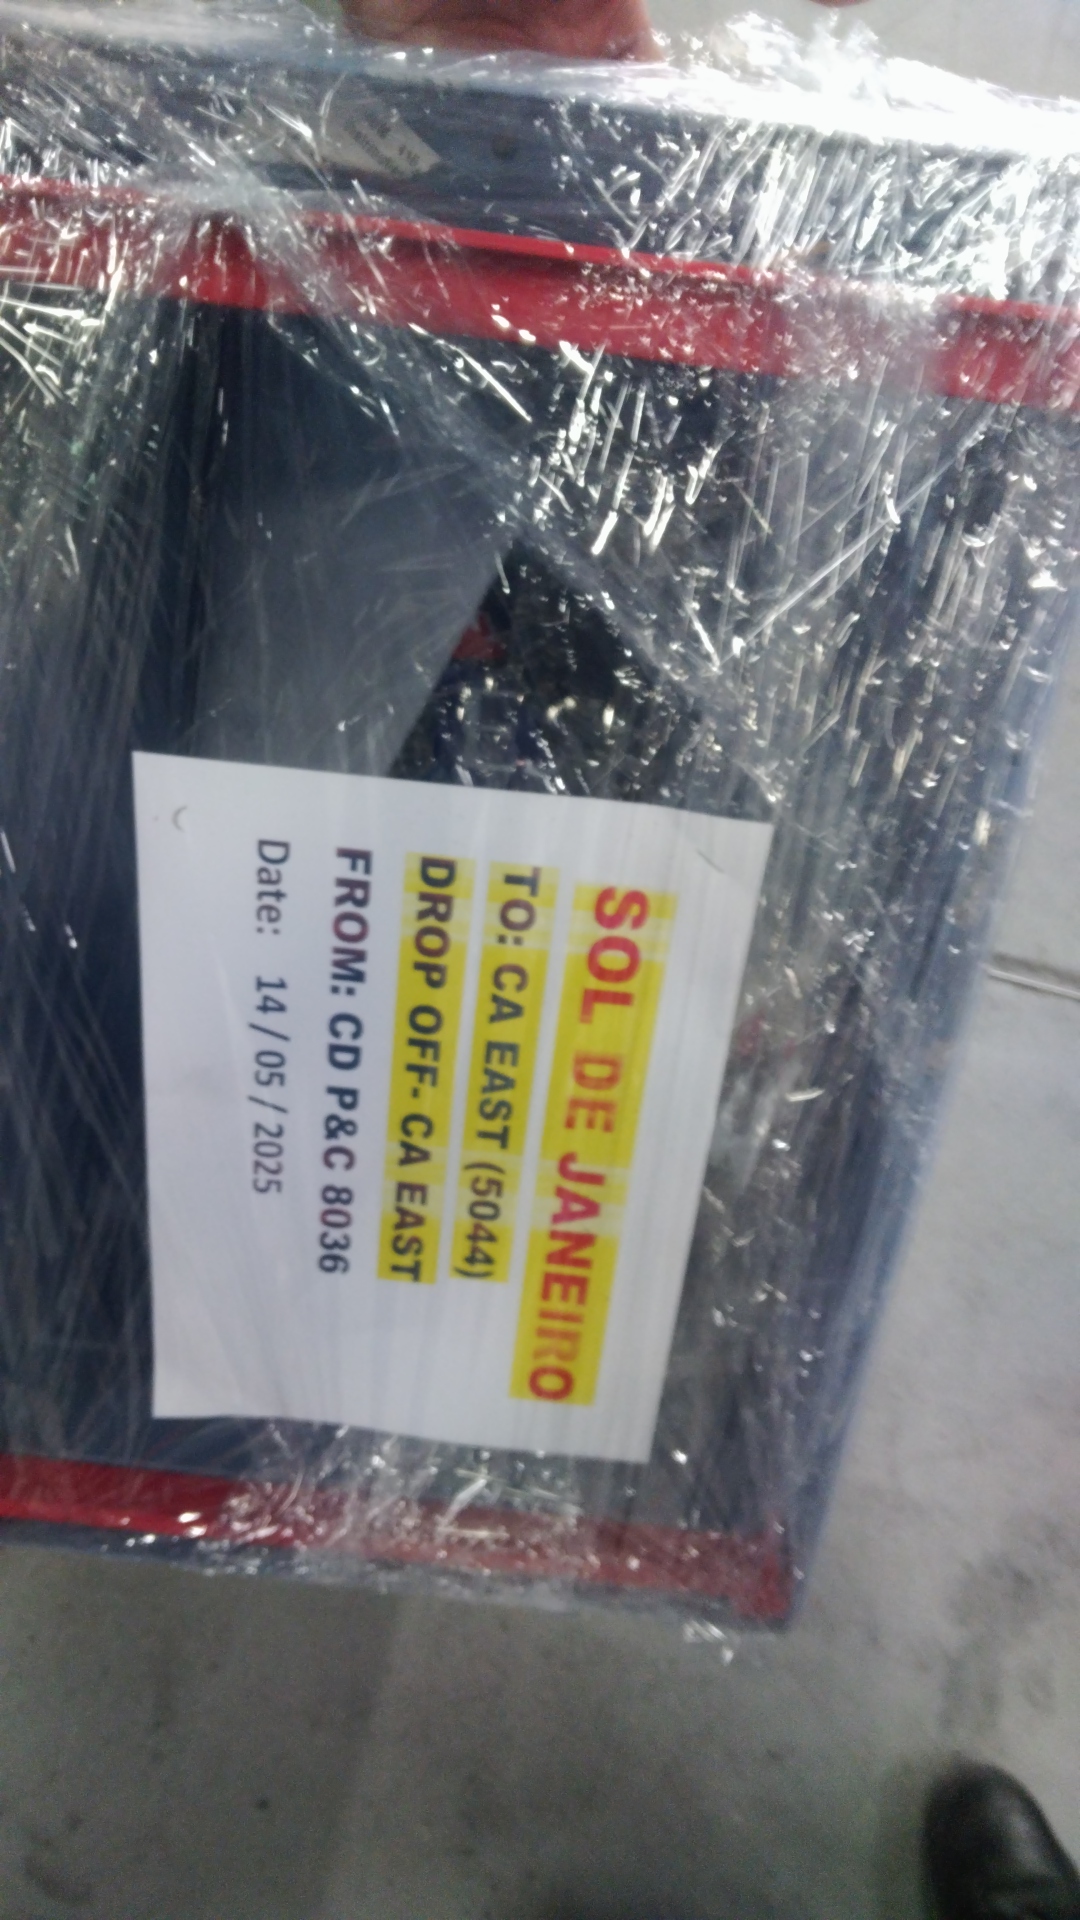 SOL DE JANEIRO
TO: CA EAST (5044)
DROP OFF- CA EAST
FROM: CD P&C 8036
Date: 14 / 05 / 2025